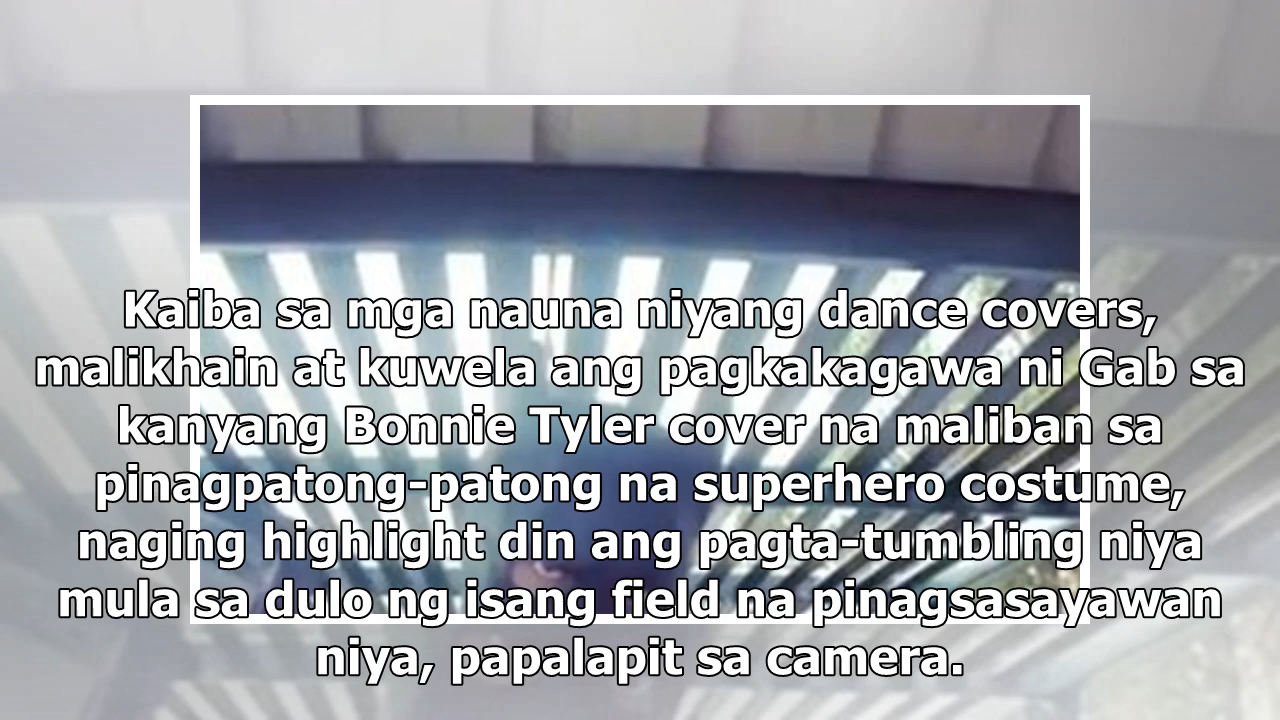 Kaiba sa mga nauna niyang dance covers,
malikhain at kuwela ang pagkakagawa ni Gab sa
kanyang Bonnie Tyler cover na maliban sa
pinagpatong-patong na superhero costume,
naging highlight din ang pagta-tumbling niya
mula sa dulo ng isang field na pinagsasayawan
niya, papalapit sa camera.